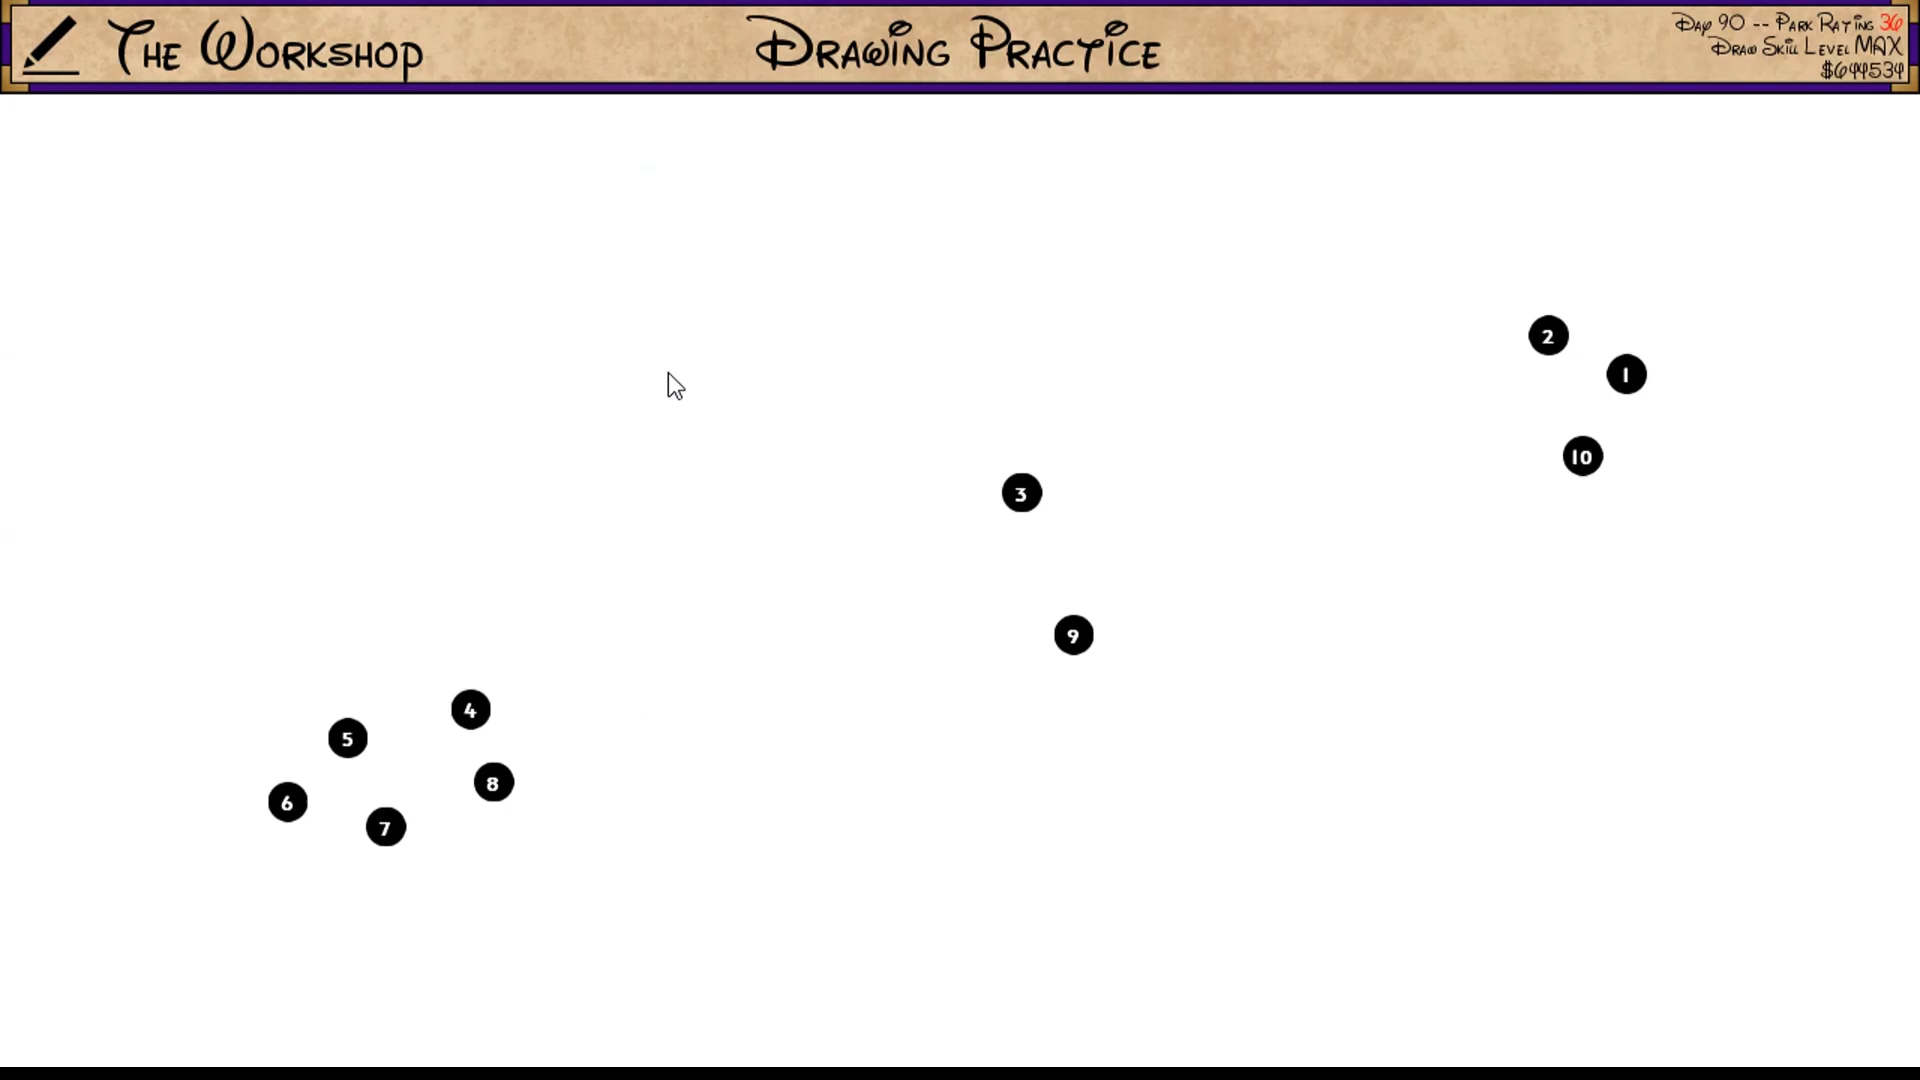 The Workshop
Drawing Practice
Day 90 -- Park Rating 36
Draw Skill Level MAX
$644534
2
1
10
3
9
4
5
8
6
7